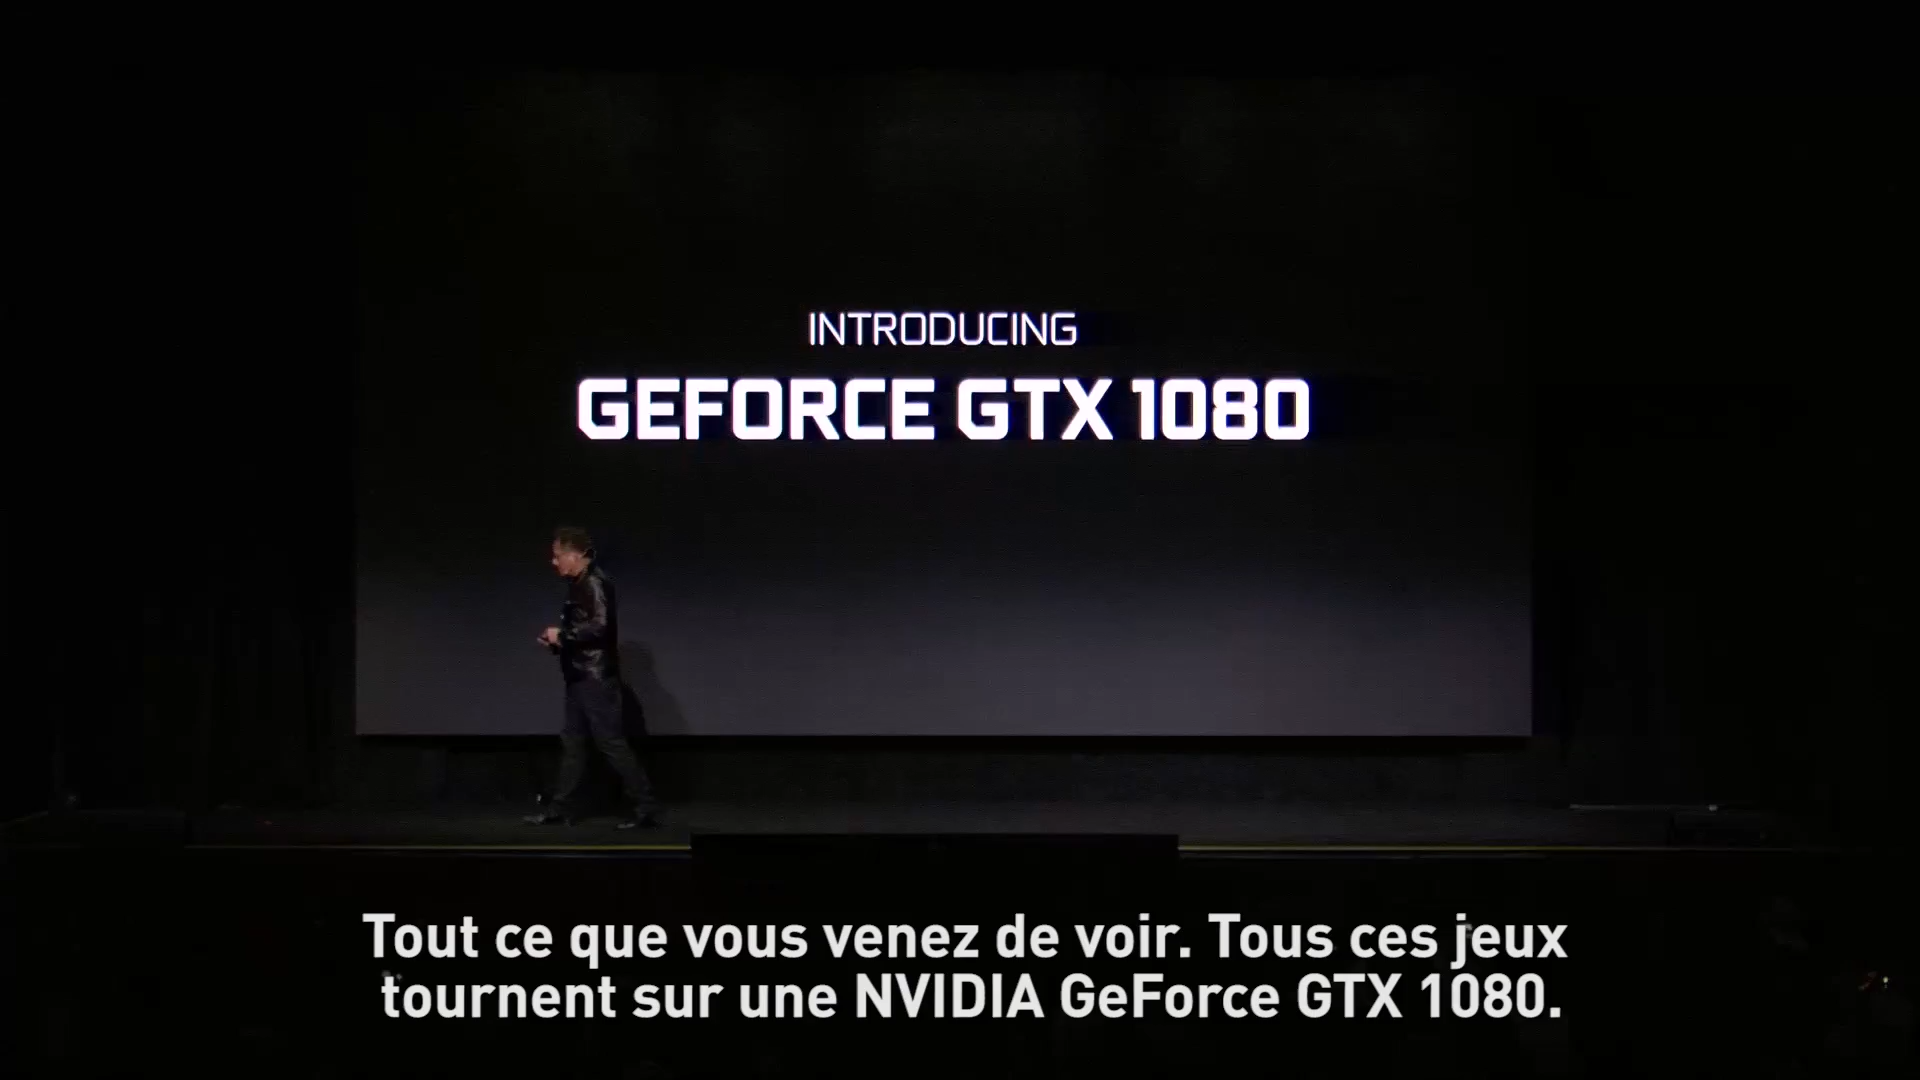 INTRODUCING
GEFORCE GTX 1080
Tout ce que vous venez de voir. Tous ces jeux
tournent sur une NVIDIA GeForce GTX 1080.